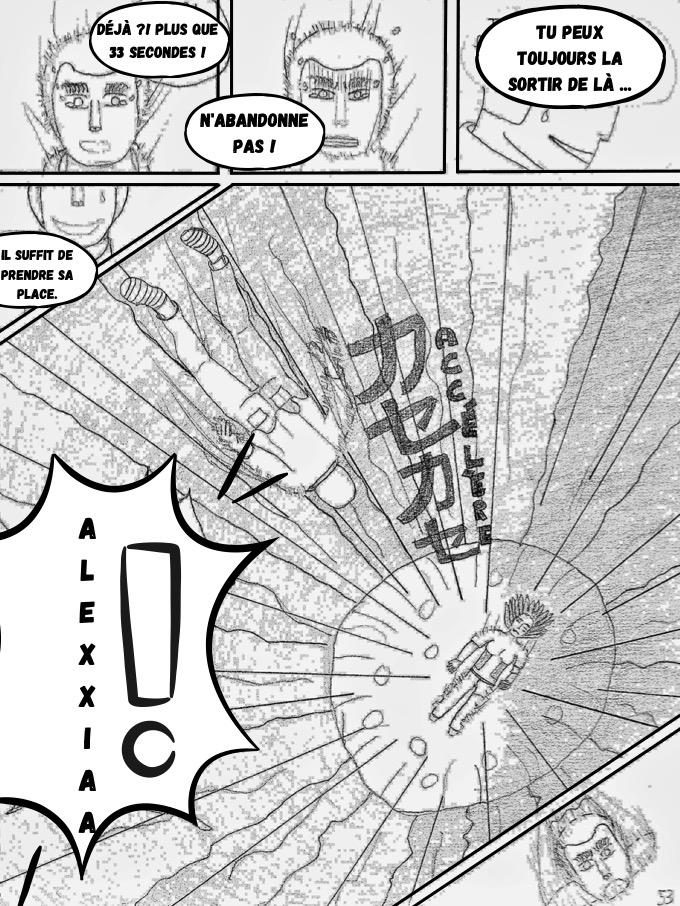 DÉJÀ ?! PLUS QUE
33 SECONDES !
N'ABANDONNE
PAS !
TU PEUX
TOUJOURS LA
SORTIR DE LÀ ...
IL SUFFIT DE
PRENDRE SA
PLACE.
カセカセ
ACCELLERE
ALEXXIAA
!
53